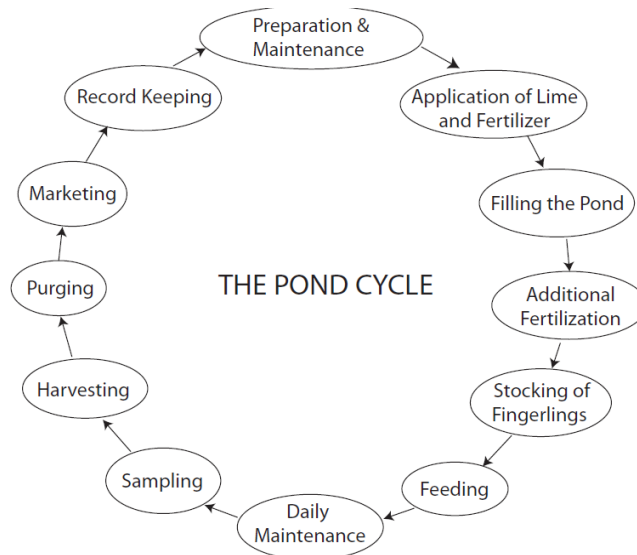 Preparation &
Maintenance
Application of Lime
and Fertilizer
Filling the Pond
Additional
Fertilization
Stocking of
Fingerlings
Feeding
Daily
Maintenance
Sampling
Harvesting
Purging
Marketing
Record Keeping
THE POND CYCLE